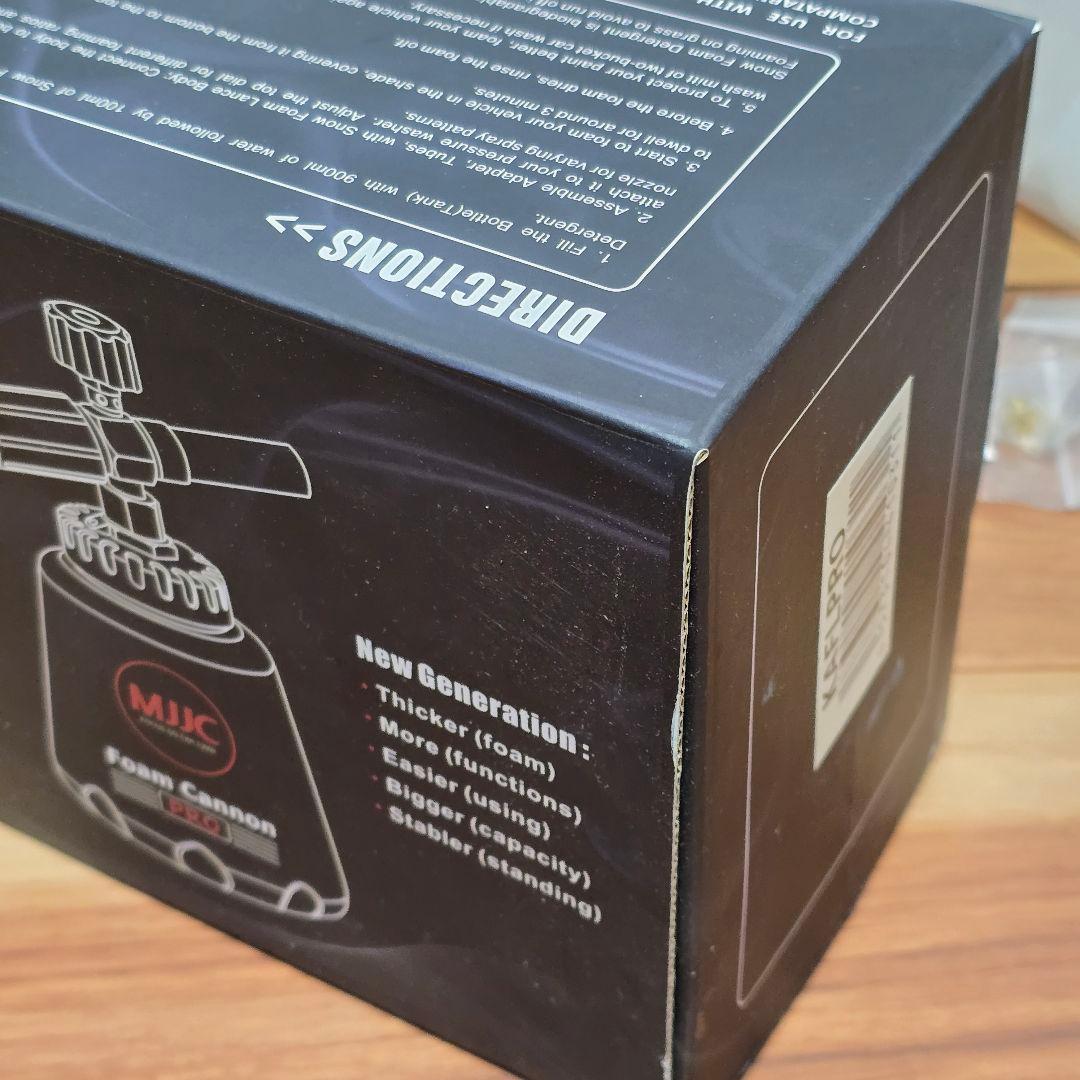 DIRECTIONS >>
1. Fill the Bottle(Tank) with 900ml of water followed by 100ml of
Detergent.
2. Assemble Adapter, Tubes, with Snow Foam Lance Body; Connect the body to
attach it to your pressure washer. Adjust the top dial for different foaming
nozzle for varying spray patterns.
3. Start to foam your vehicle in the shade, covering it from the bottom to the
to dwell for around 3 minutes.
4. Before the foam dries, rinse the foam off.
5. To protect your paint better, foam your vehicle
wash mitt of two-bucket car wash if necessary.
Snow Foam Detergent is
Foaming on grass to avoid run off
FOR USE WITH
MJJC
Foam Cannon
PRO
New Generation :
Thicker (foam)
More (functions)
Easier (using)
Bigger (capacity)
Stabler (standing)